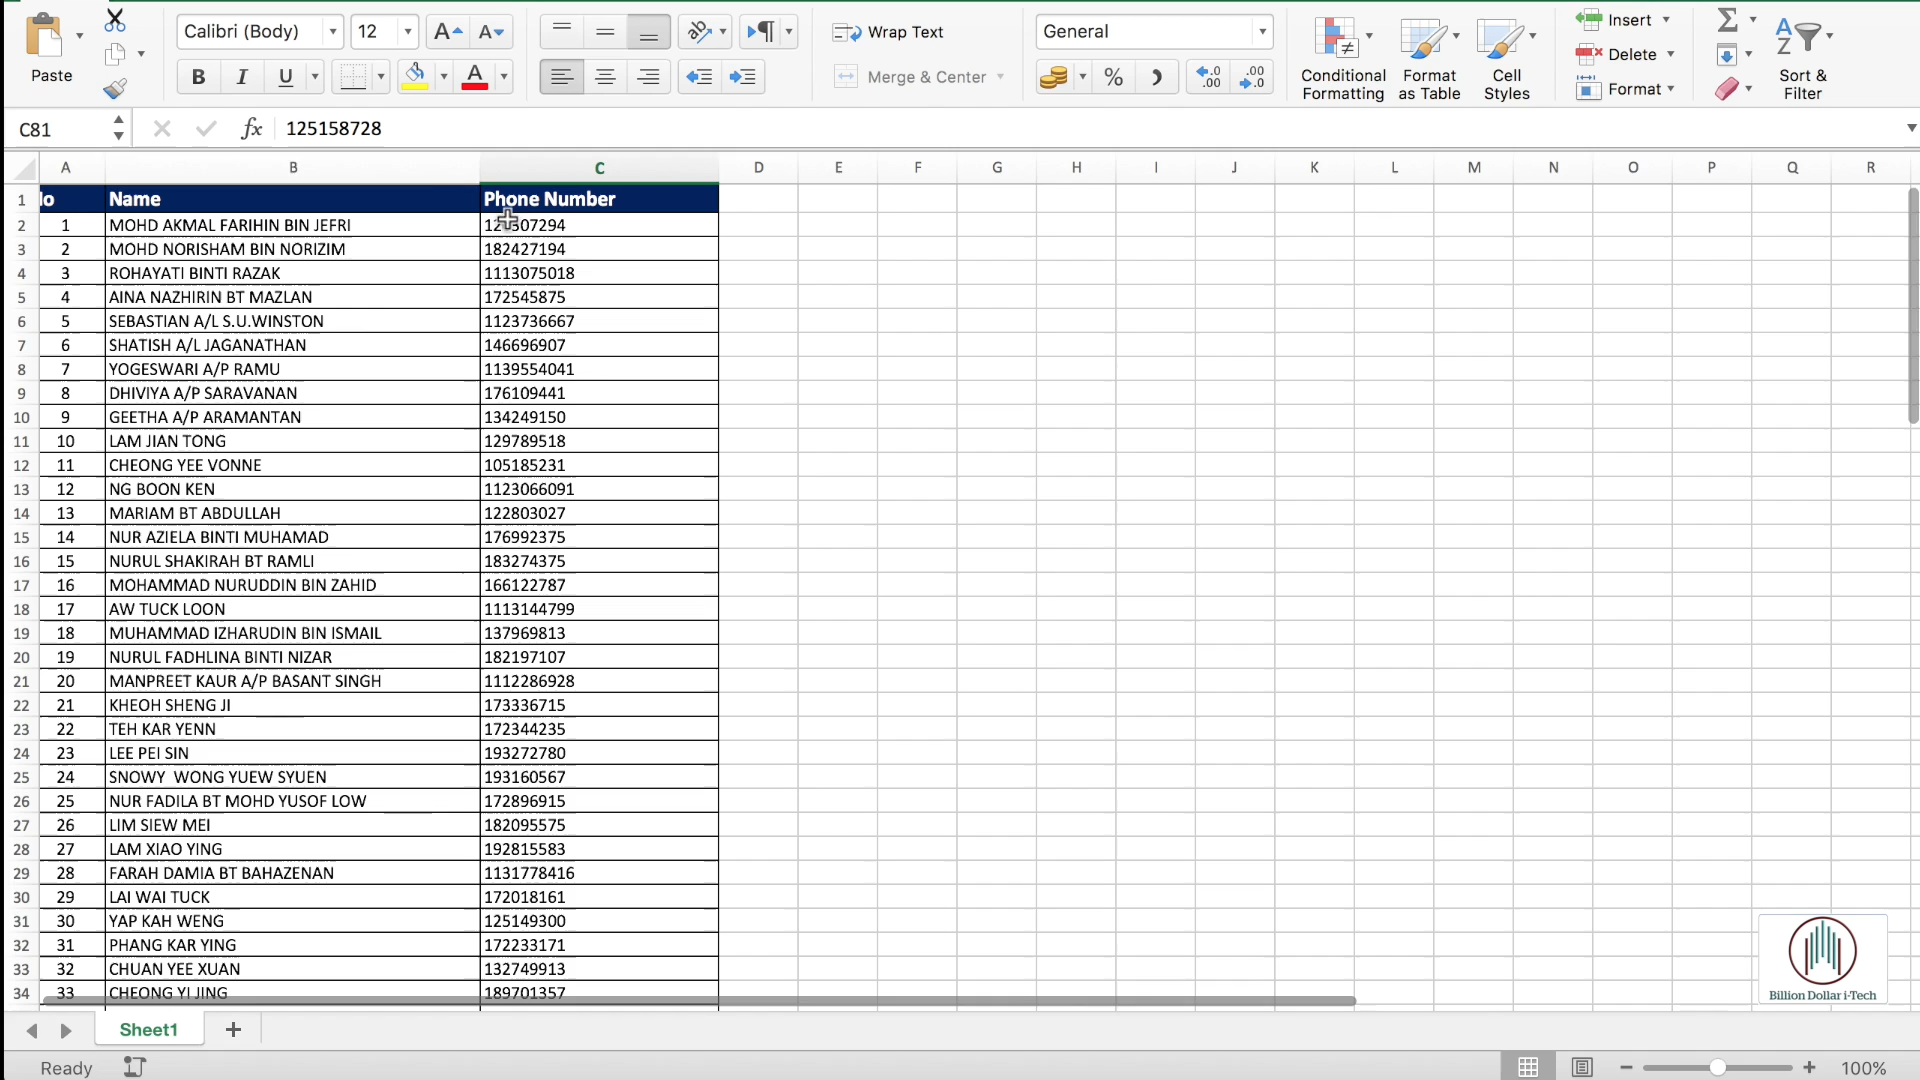 Paste
Calibri (Body) 12 A A
B I U A
Wrap Text
Merge & Center
General
% .0 .00 .00 .0
Conditional Formatting
Format as Table
Cell Styles
Insert
Delete
Format
Sort & Filter
C81 fx 125158728
A B C D E F G H I J K L M N O P Q R
1 lo Name Phone Number
2 1 MOHD AKMAL FARIHIN BIN JEFRI
3 2 MOHD NORISHAM BIN NORIZIM 182427194
4 3 ROHAYATI BINTI RAZAK 1113075018
5 4 AINA NAZHIRIN BT MAZLAN 172545875
6 5 SEBASTIAN A/L S.U.WINSTON 1123736667
7 6 SHATISH A/L JAGANATHAN 146696907
8 7 YOGESWARI A/P RAMU 1139554041
9 8 DHIVIYA A/P SARAVANAN 176109441
10 9 GEETHA A/P ARAMANTAN 134249150
11 10 LAM JIAN TONG 129789518
12 11 CHEONG YEE VONNE 105185231
13 12 NG BOON KEN 1123066091
14 13 MARIAM BT ABDULLAH 122803027
15 14 NUR AZIELA BINTI MUHAMAD 176992375
16 15 NURUL SHAKIRAH BT RAMLI 183274375
17 16 MOHAMMAD NURUDDIN BIN ZAHID 166122787
18 17 AW TUCK LOON 1113144799
19 18 MUHAMMAD IZHARUDIN BIN ISMAIL 137969813
20 19 NURUL FADHLINA BINTI NIZAR 182197107
21 20 MANPREET KAUR A/P BASANT SINGH 1112286928
22 21 KHEOH SHENG JI 173336715
23 22 TEH KAR YENN 172344235
24 23 LEE PEI SIN 193272780
25 24 SNOWY WONG YUEW SYUEN 193160567
26 25 NUR FADILA BT MOHD YUSOF LOW 172896915
27 26 LIM SIEW MEI 182095575
28 27 LAM XIAO YING 192815583
29 28 FARAH DAMIA BT BAHAZENAN 1131778416
30 29 LAI WAI TUCK 172018161
31 30 YAP KAH WENG 125149300
32 31 PHANG KAR YING 172233171
33 32 CHUAN YEE XUAN 132749913
34 33 CHEONG YI JING 189701357
Billion Dollar i-Tech
Sheet1
Ready 100%